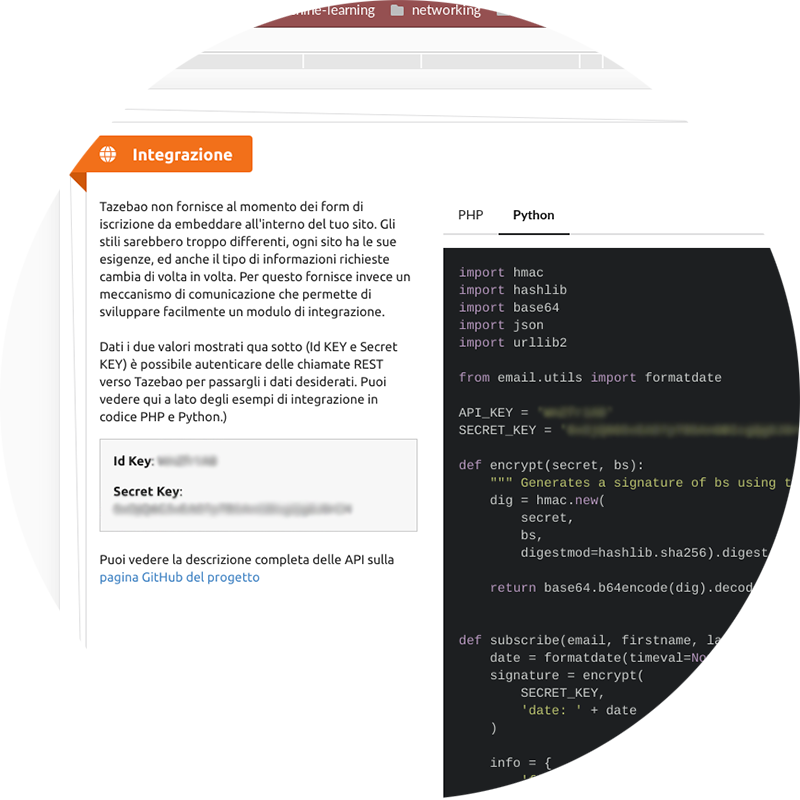 networking
Integrazione
Tazebao non fornisce al momento dei form di
iscrizione da embeddare all'interno del tuo sito. Gli
stili sarebbero troppo differenti, ogni sito ha le sue
esigenze, ed anche il tipo di informazioni richieste
cambia di volta in volta. Per questo fornisce invece un
meccanismo di comunicazione che permette di
sviluppare facilmente un modulo di integrazione.
Dati i due valori mostrati qua sotto (Id KEY e Secret
KEY) è possibile autenticare delle chiamate REST
verso Tazebao per passargli i dati desiderati. Puoi
vedere qui a lato degli esempi di integrazione in
codice PHP e Python.)
Id Key:
Secret Key:
Puoi vedere la descrizione completa delle API sulla
pagina GitHub del progetto
PHP Python
import hmac
import hashlib
import base64
import json
import urllib2
from email.utils import formatdate
API_KEY = "
SECRET_KEY = '
def encrypt(secret, bs):
""" Generates a signature of bs using t
dig = hmac.new(
secret,
bs,
digestmod=hashlib.sha256).digest
return base64.b64encode(dig).decod
def subscribe(email, firstname, la
date = formatdate(timeval=No
signature = encrypt(
SECRET_KEY,
'date: ' + date
)
info = {